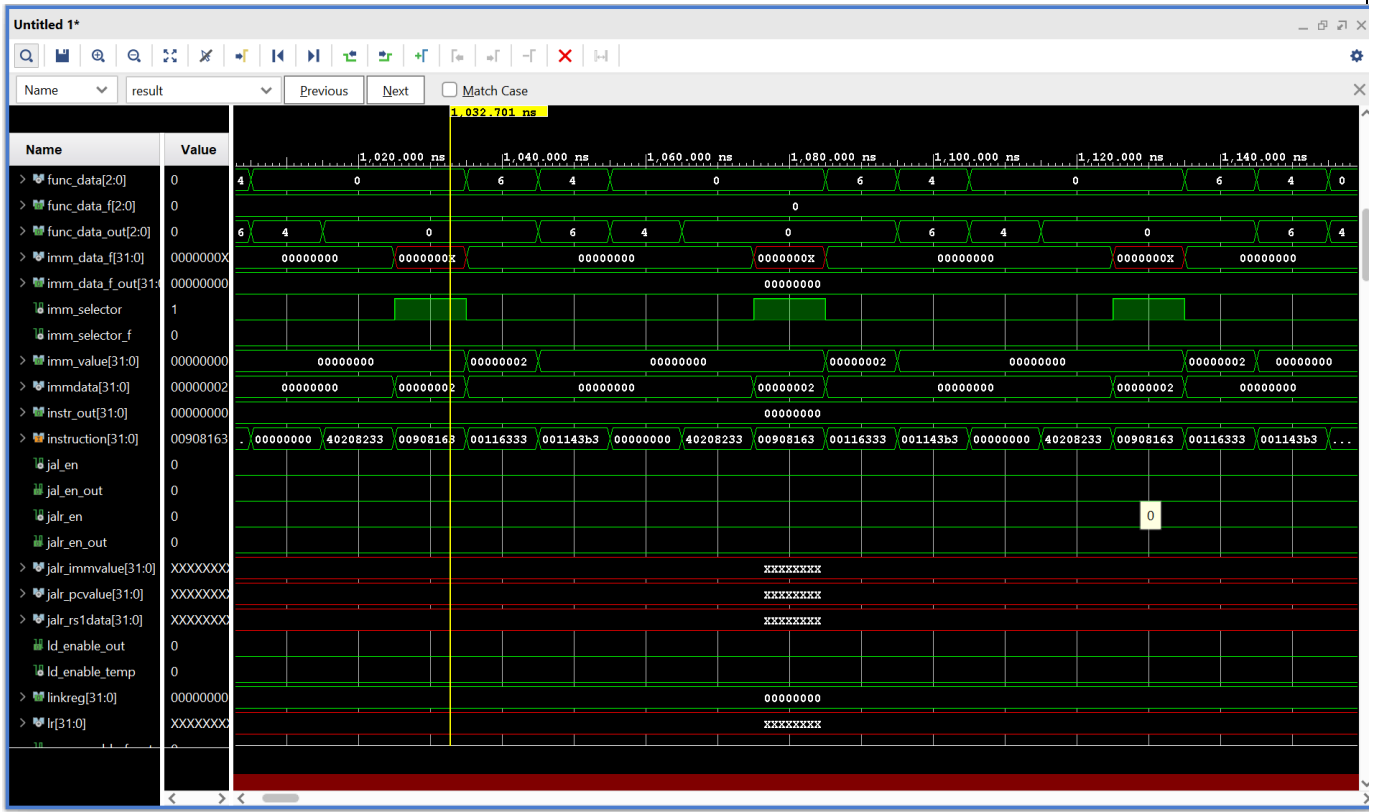 Untitled 1*
Name result Previous Next Match Case
1,032.701 ns
Name Value 1,020.000 ns 1,040.000 ns 1,060.000 ns 1,080.000 ns 1,100.000 ns 1,120.000 ns 1,140.000 ns
func_data[2:0] 0 4 0 6 4 0 6 4 0 6 4 0
func_data_f[2:0] 0 0
func_data_out[2:0] 0 6 4 0 6 4 0 6 4 0 6 4
imm_data_f[31:0] 0000000X 00000000 0000000X 00000000 0000000X 00000000 0000000X 00000000
imm_data_f_out[31: 00000000 00000000
imm_selector 1
imm_selector_f 0
imm_value[31:0] 00000000 00000000 00000002 00000000 00000002 00000000 00000002 00000000
immdata[31:0] 00000002 00000000 00000002 00000000 00000002 00000000 00000002 00000000
instr_out[31:0] 00000000 00000000
instruction[31:0] 00908163 . 00000000 40208233 00908163 00116333 001143b3 00000000 40208233 00908163 00116333 001143b3 00000000 40208233 00908163 00116333 001143b3 ...
jal_en 0
jal_en_out 0
jalr_en 0 0
jalr_en_out 0
jalr_immvalue[31:0] XXXXXXXX XXXXXXXX
jalr_pcvalue[31:0] XXXXXXXX XXXXXXXX
jalr_rs1data[31:0] XXXXXXXX XXXXXXXX
ld_enable_out 0
ld_enable_temp 0
linkreg[31:0] 00000000 00000000
lr[31:0] XXXXXXXX XXXXXXXX